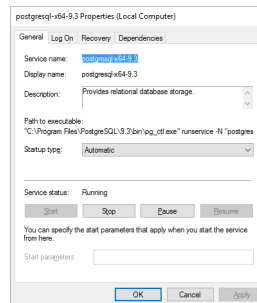 postgresql-x64-9.3 Properties (Local Computer)
General Log On Recovery Dependencies
Service name: postgresql-x64-9.3
Display name: postgresql-x64-9.3
Description: Provides relational database storage.
Path to executable:
"C:\Program Files\PostgreSQL\9.3\bin\pg_ctl.exe" runservice -N "postgres
Startup type: Automatic
Service status: Running
Start Stop Pause Resume
You can specify the start parameters that apply when you start the service
from here.
Start parameters:
OK Cancel Apply